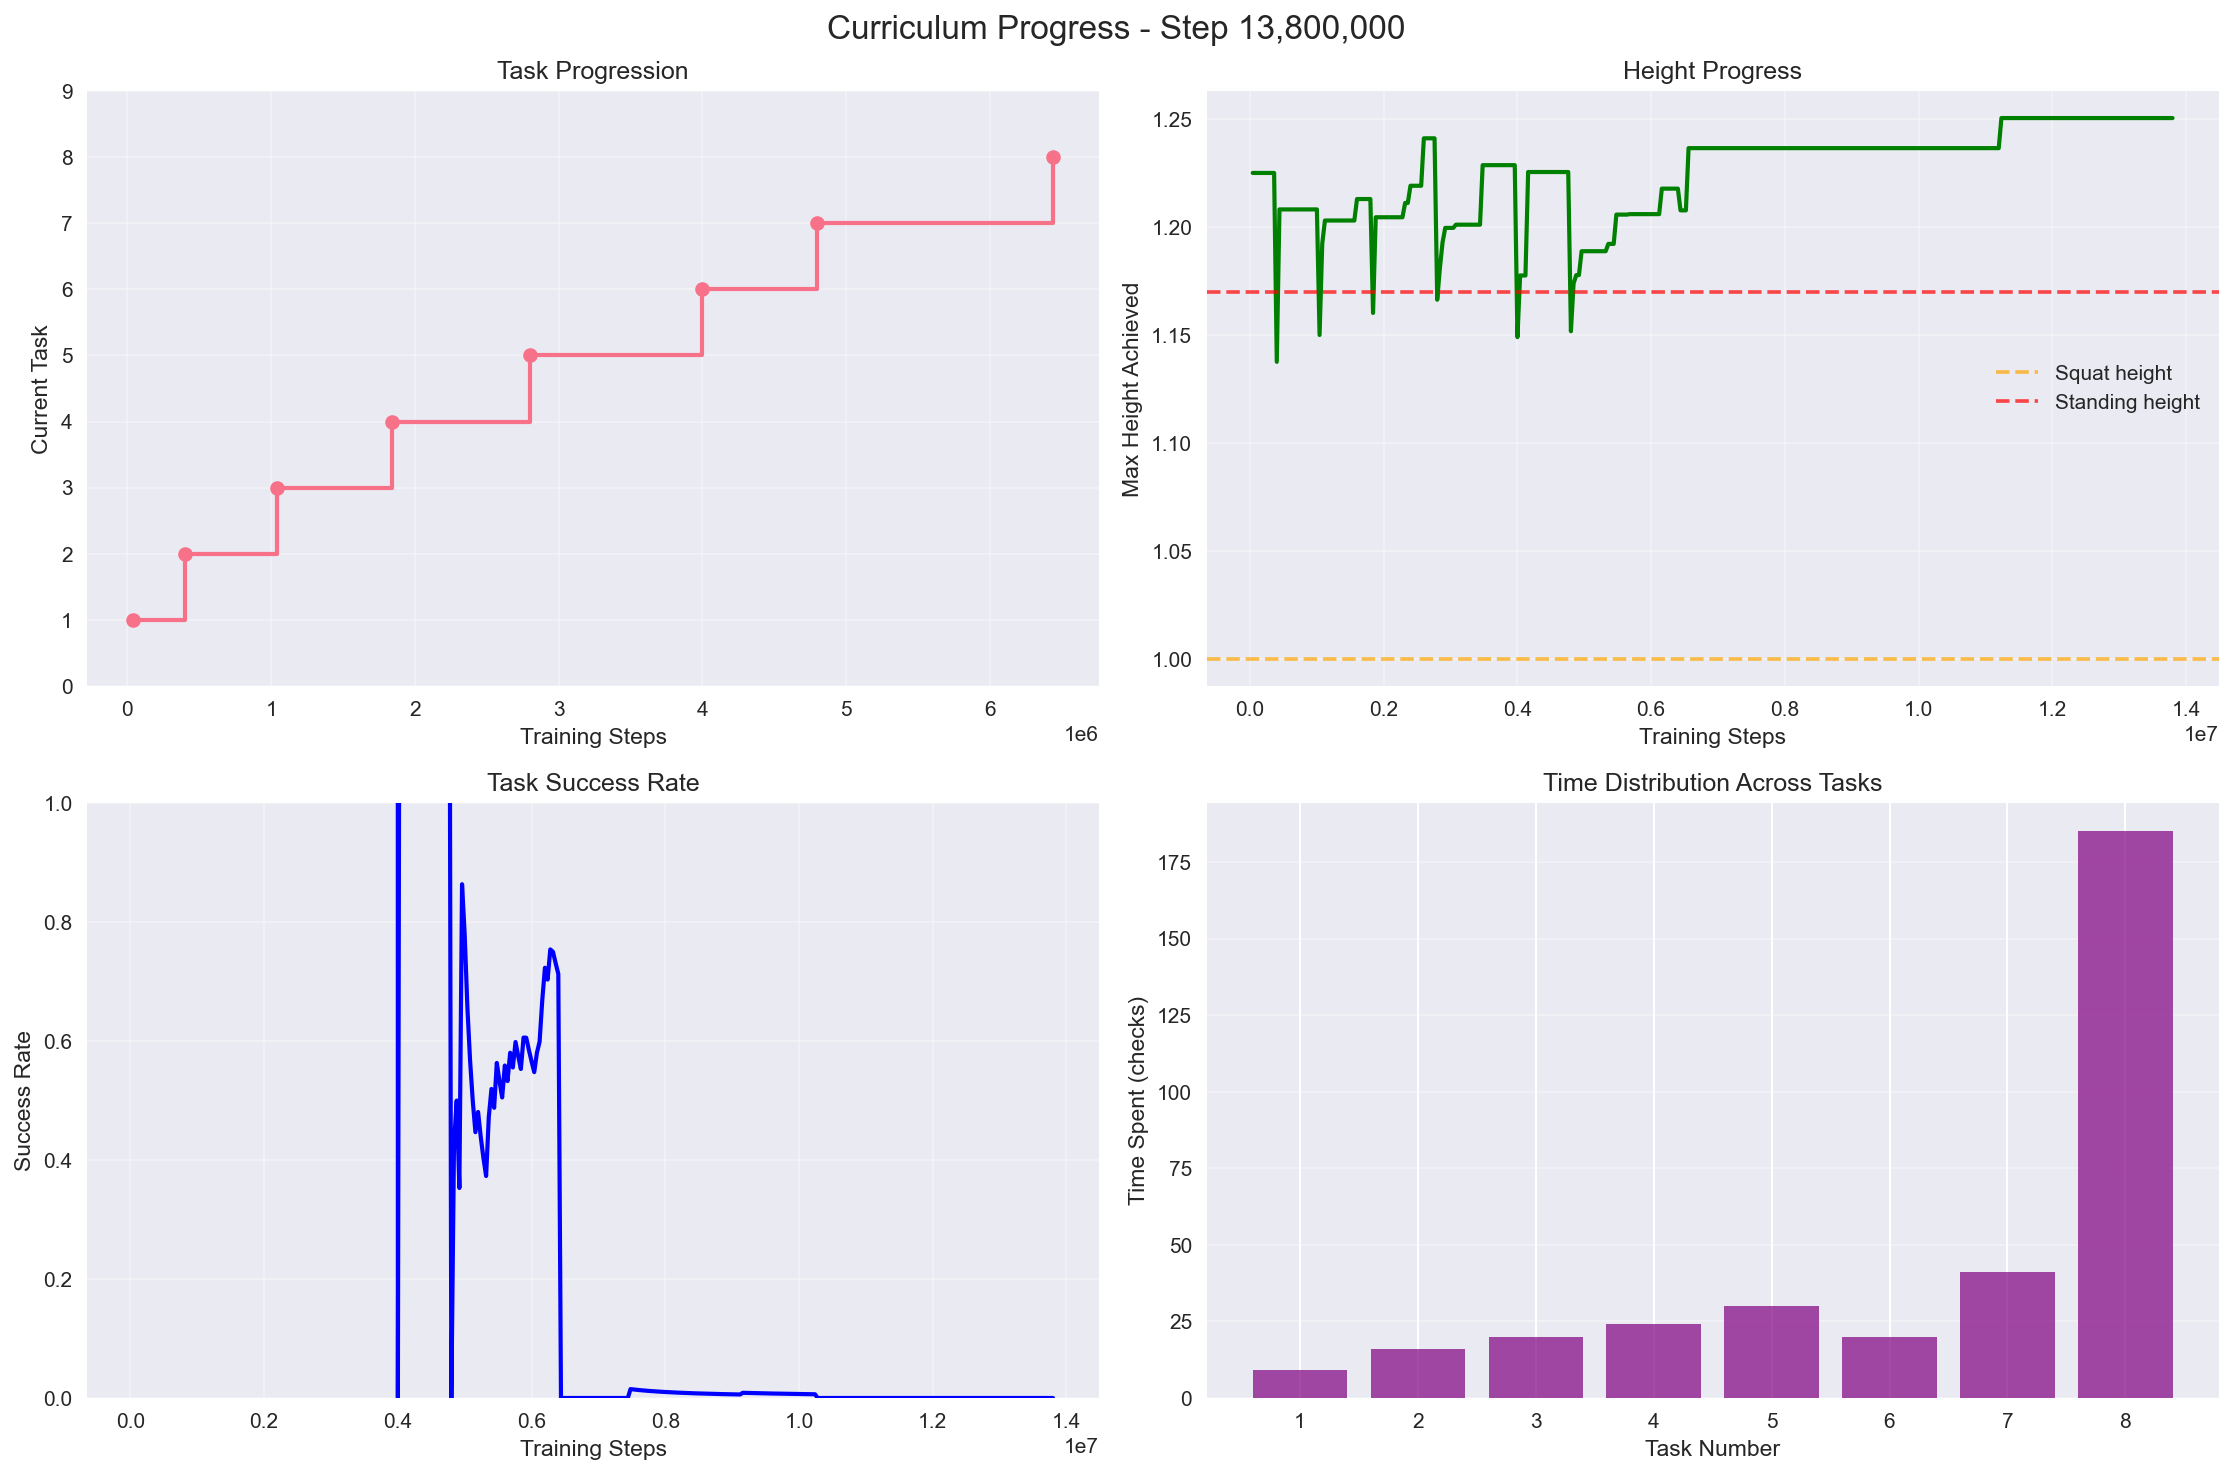 Curriculum Progress - Step 13,800,000
Task Progression
Current Task
9
8
7
6
5
4
3
2
1
0
0 1 2 3 4 5 6
1e6
Training Steps
Height Progress
Max Height Achieved
1.25
1.20
1.15
1.10
1.05
1.00
Squat height
Standing height
0.0 0.2 0.4 0.6 0.8 1.0 1.2 1.4
1e7
Training Steps
Task Success Rate
Success Rate
1.0
0.8
0.6
0.4
0.2
0.0
0.0 0.2 0.4 0.6 0.8 1.0 1.2 1.4
1e7
Training Steps
Time Distribution Across Tasks
Time Spent (checks)
175
150
125
100
75
50
25
0
1 2 3 4 5 6 7 8
Task Number